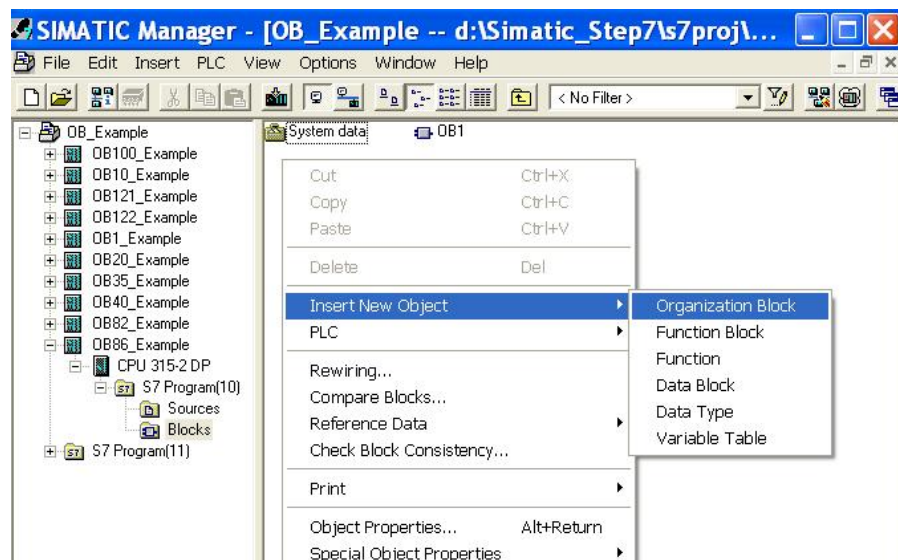 SIMATIC Manager - [OB_Example -- d:\Simatic_Step7\s7proj\...
File Edit Insert PLC View Options Window Help
< No Filter >
OB_Example
OB100_Example
OB10_Example
OB121_Example
OB122_Example
OB1_Example
OB20_Example
OB35_Example
OB40_Example
OB82_Example
OB86_Example
CPU 315-2 DP
S7 Program(10)
Sources
Blocks
S7 Program(11)
System data OB1
Cut Ctrl+X
Copy Ctrl+C
Paste Ctrl+V
Delete Del
Insert New Object
PLC
Rewiring...
Compare Blocks...
Reference Data
Check Block Consistency...
Print
Object Properties... Alt+Return
Special Object Properties
Organization Block
Function Block
Function
Data Block
Data Type
Variable Table